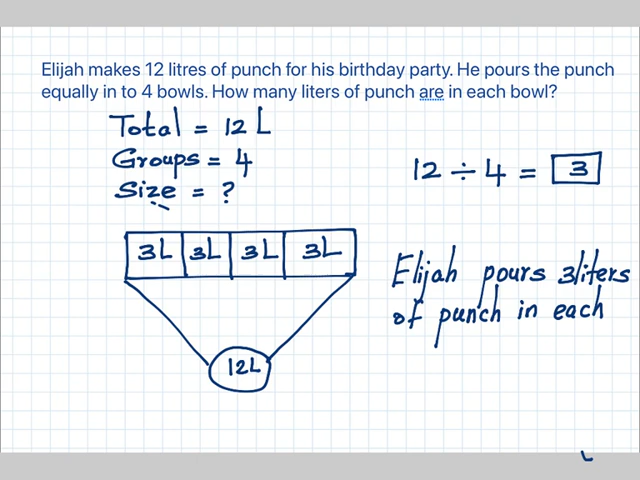 Elijah makes 12 litres of punch for his birthday party. He pours the punch
equally in to 4 bowls. How many liters of punch are in each bowl?
Total = 12 L
Groups = 4
Size = ?
12 ÷ 4 = 3
3L 3L 3L 3L
12L
Elijah pours 3liters
of punch in each